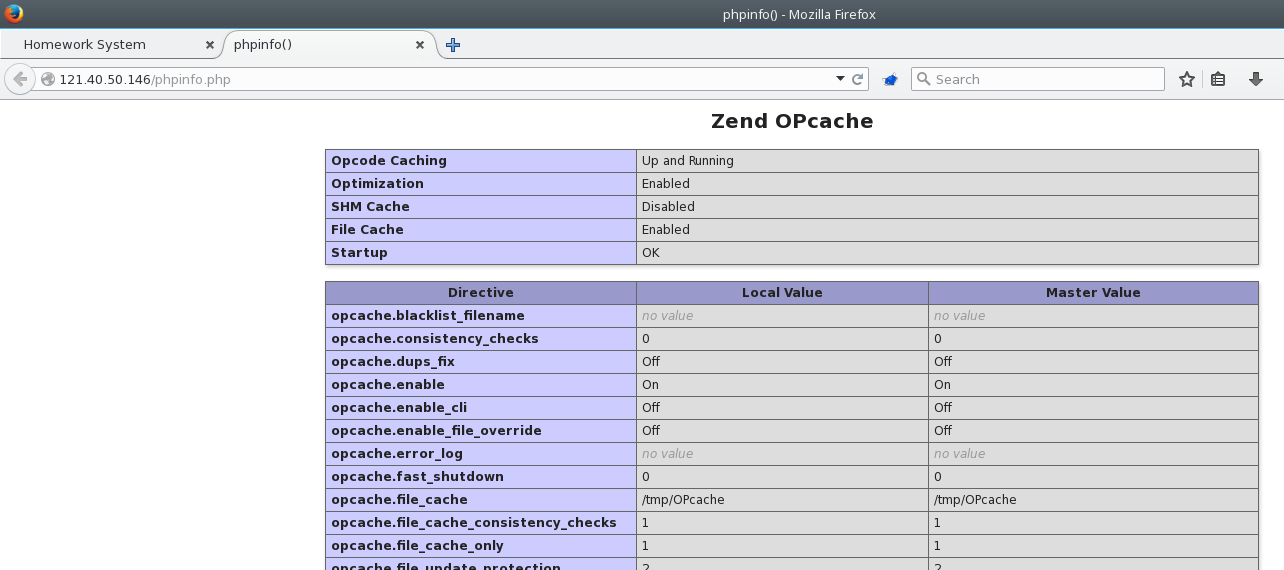 phpinfo() - Mozilla Firefox
Homework System
phpinfo()
121.40.50.146/phpinfo.php
Search
Zend OPcache
Opcode Caching Up and Running
Optimization Enabled
SHM Cache Disabled
File Cache Enabled
Startup OK
Directive Local Value Master Value
opcache.blacklist_filename no value no value
opcache.consistency_checks 0 0
opcache.dups_fix Off Off
opcache.enable On On
opcache.enable_cli Off Off
opcache.enable_file_override Off Off
opcache.error_log no value no value
opcache.fast_shutdown 0 0
opcache.file_cache /tmp/OPcache /tmp/OPcache
opcache.file_cache_consistency_checks 1 1
opcache.file_cache_only 1 1
opcache.file_update_protection 2 2